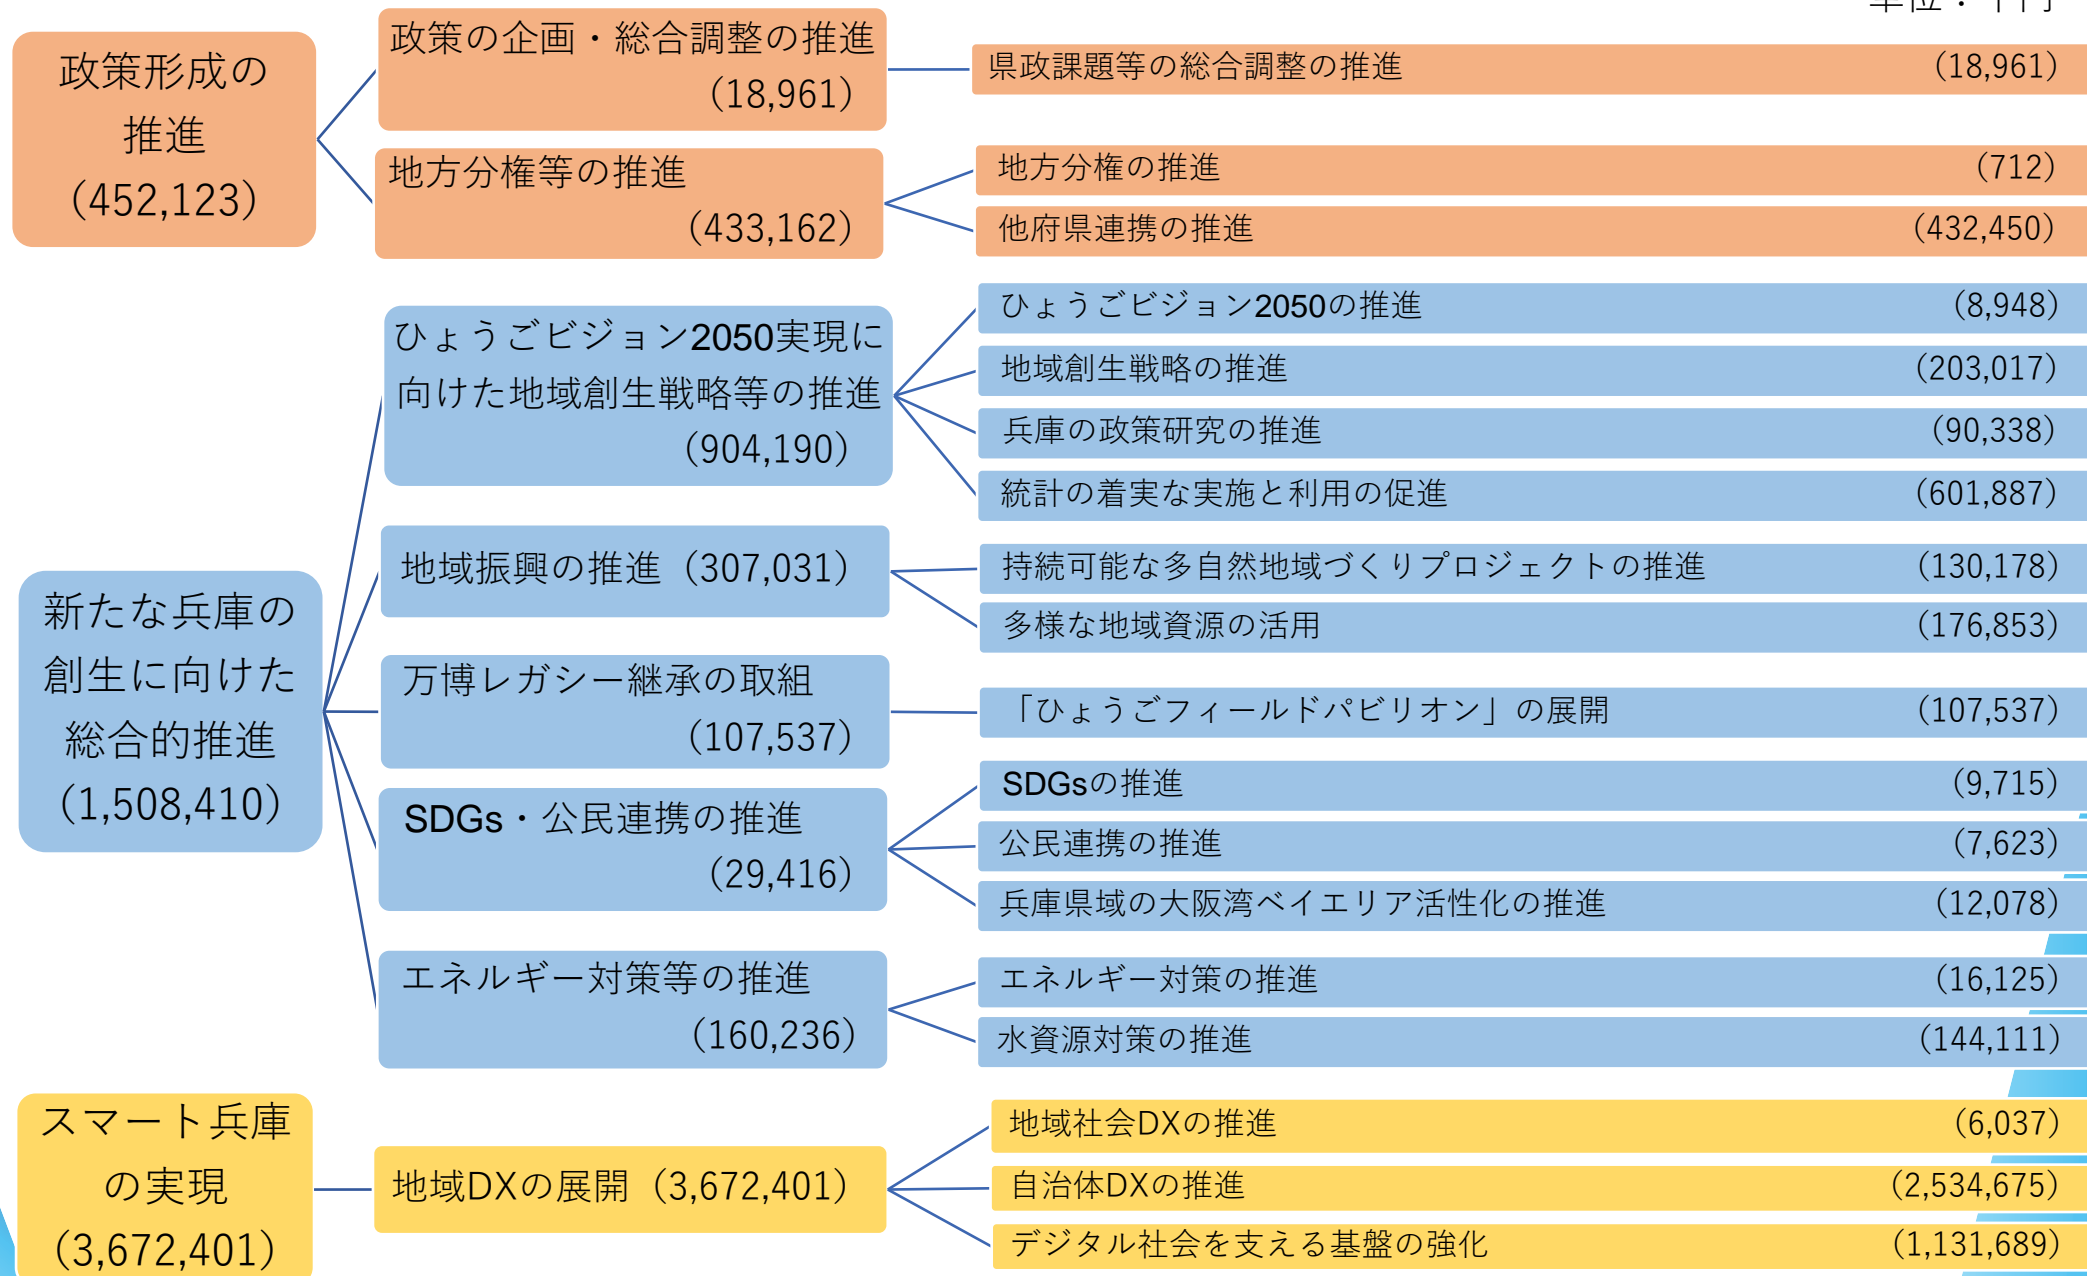 単位：千円
政策形成の
推進
(452,123)
政策の企画・総合調整の推進
(18,961)
県政課題等の総合調整の推進 (18,961)
地方分権等の推進
(433,162)
地方分権の推進 (712)
他府県連携の推進 (432,450)
新たな兵庫の
創生に向けた
総合的推進
(1,508,410)
ひょうごビジョン2050実現に
向けた地域創生戦略等の推進
(904,190)
ひょうごビジョン2050の推進 (8,948)
地域創生戦略の推進 (203,017)
兵庫の政策研究の推進 (90,338)
統計の着実な実施と利用の促進 (601,887)
地域振興の推進 (307,031)
持続可能な多自然地域づくりプロジェクトの推進 (130,178)
多様な地域資源の活用 (176,853)
万博レガシー継承の取組
(107,537)
「ひょうごフィールドパビリオン」の展開 (107,537)
SDGs・公民連携の推進
(29,416)
SDGsの推進 (9,715)
公民連携の推進 (7,623)
兵庫県域の大阪湾ベイエリア活性化の推進 (12,078)
エネルギー対策等の推進
(160,236)
エネルギー対策の推進 (16,125)
水資源対策の推進 (144,111)
スマート兵庫
の実現
(3,672,401)
地域DXの展開 (3,672,401)
地域社会DXの推進 (6,037)
自治体DXの推進 (2,534,675)
デジタル社会を支える基盤の強化 (1,131,689)